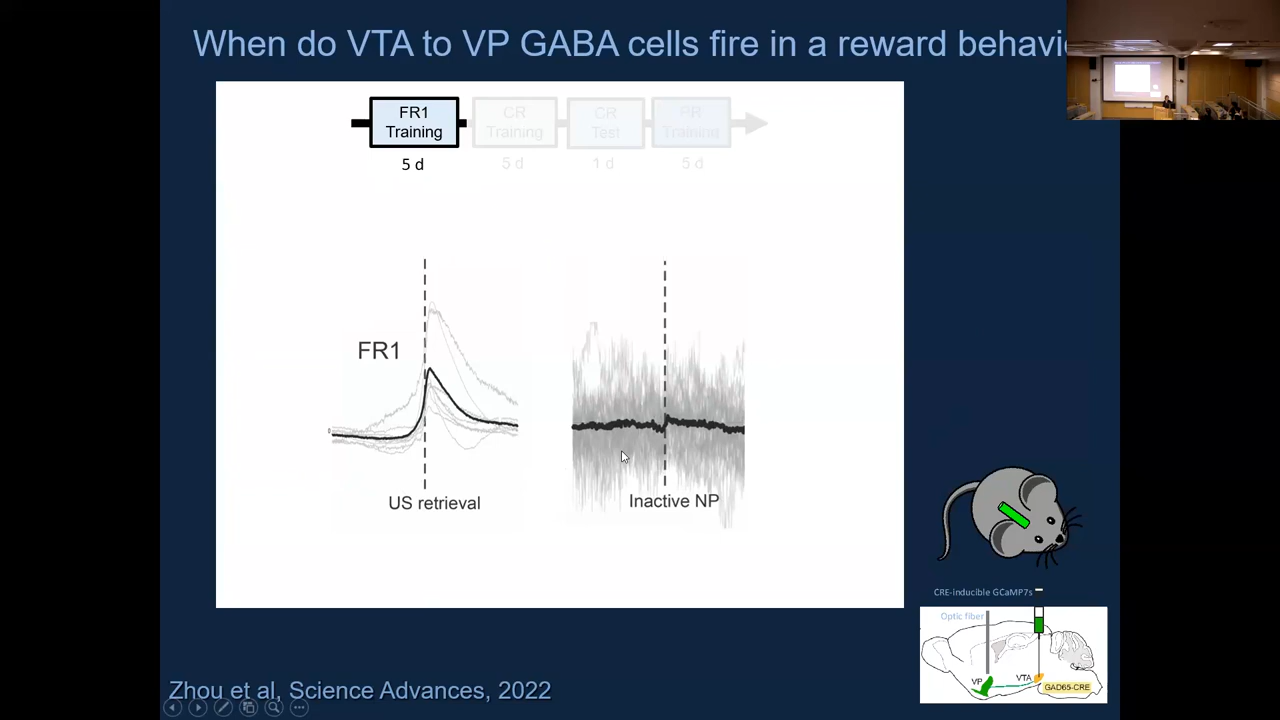 When do VTA to VP GABA cells fire in a reward behavi
FR1
Training
CR
Training
CR
Test
Training
5 d
5 d
1 d
5 d
FR1
US retrieval
Inactive NP
CRE-inducible GCaMP7s
Optic fiber
VP
VTA
GAD65-CRE
Zhou et al, Science Advances, 2022